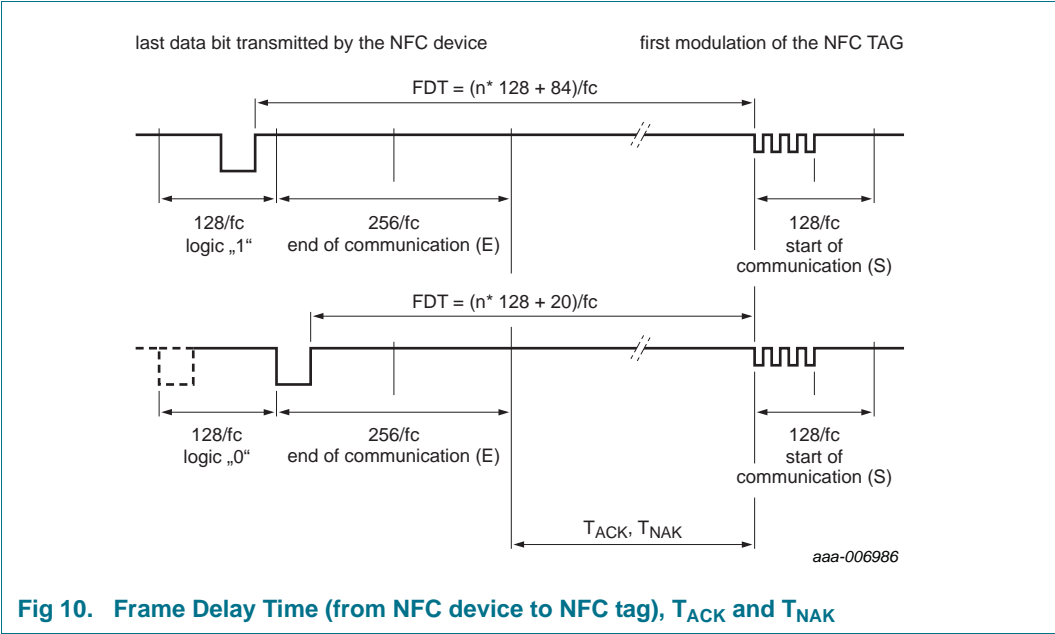 last data bit transmitted by the NFC device
first modulation of the NFC TAG
FDT = (n* 128 + 84)/fc
128/fc
logic „1“
256/fc
end of communication (E)
128/fc
start of
communication (S)
FDT = (n* 128 + 20)/fc
128/fc
logic „0“
256/fc
end of communication (E)
128/fc
start of
communication (S)
TACK, TNAK
aaa-006986
Fig 10. Frame Delay Time (from NFC device to NFC tag), TACK and TNAK